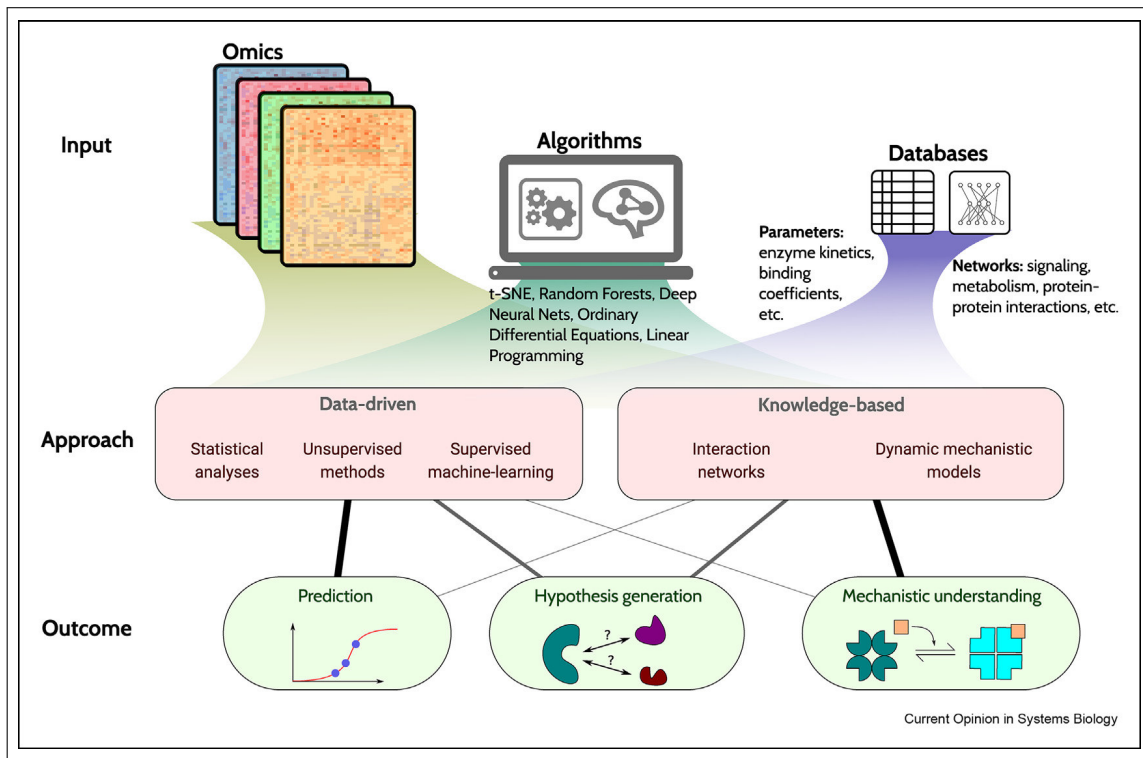 Omics
Input
Algorithms
Databases
Parameters:
enzyme kinetics,
binding
coefficients,
etc.
Networks: signaling,
metabolism, protein-
protein interactions, etc.
t-SNE, Random Forests, Deep
Neural Nets, Ordinary
Differential Equations, Linear
Programming
Approach
Data-driven
Statistical
analyses
Unsupervised
methods
Supervised
machine-learning
Knowledge-based
Interaction
networks
Dynamic mechanistic
models
Outcome
Prediction
Hypothesis generation
?
?
Mechanistic understanding
Current Opinion in Systems Biology